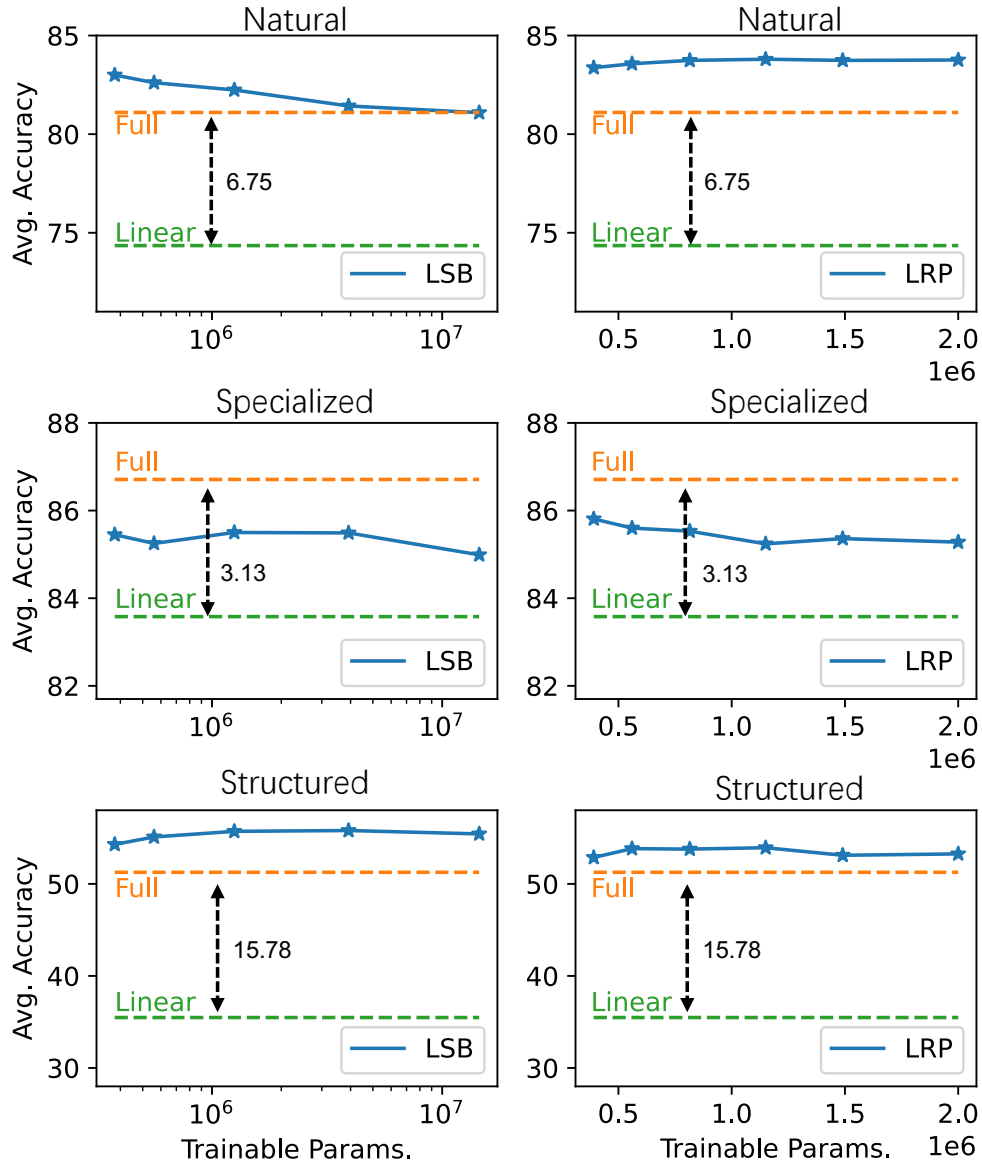 Natural
85
80
75
Avg. Accuracy
Full
6.75
Linear
LSB
10^6
10^7
Natural
85
80
75
Full
6.75
Linear
LRP
0.5
1.0
1.5
2.0
1e6
Specialized
88
86
84
82
Avg. Accuracy
Full
3.13
Linear
LSB
10^6
10^7
Specialized
88
86
84
82
Full
3.13
Linear
LRP
0.5
1.0
1.5
2.0
1e6
Structured
50
40
30
Avg. Accuracy
Full
15.78
Linear
LSB
10^6
10^7
Trainable Params.
Structured
50
40
30
Full
15.78
Linear
LRP
0.5
1.0
1.5
2.0
Trainable Params.
1e6